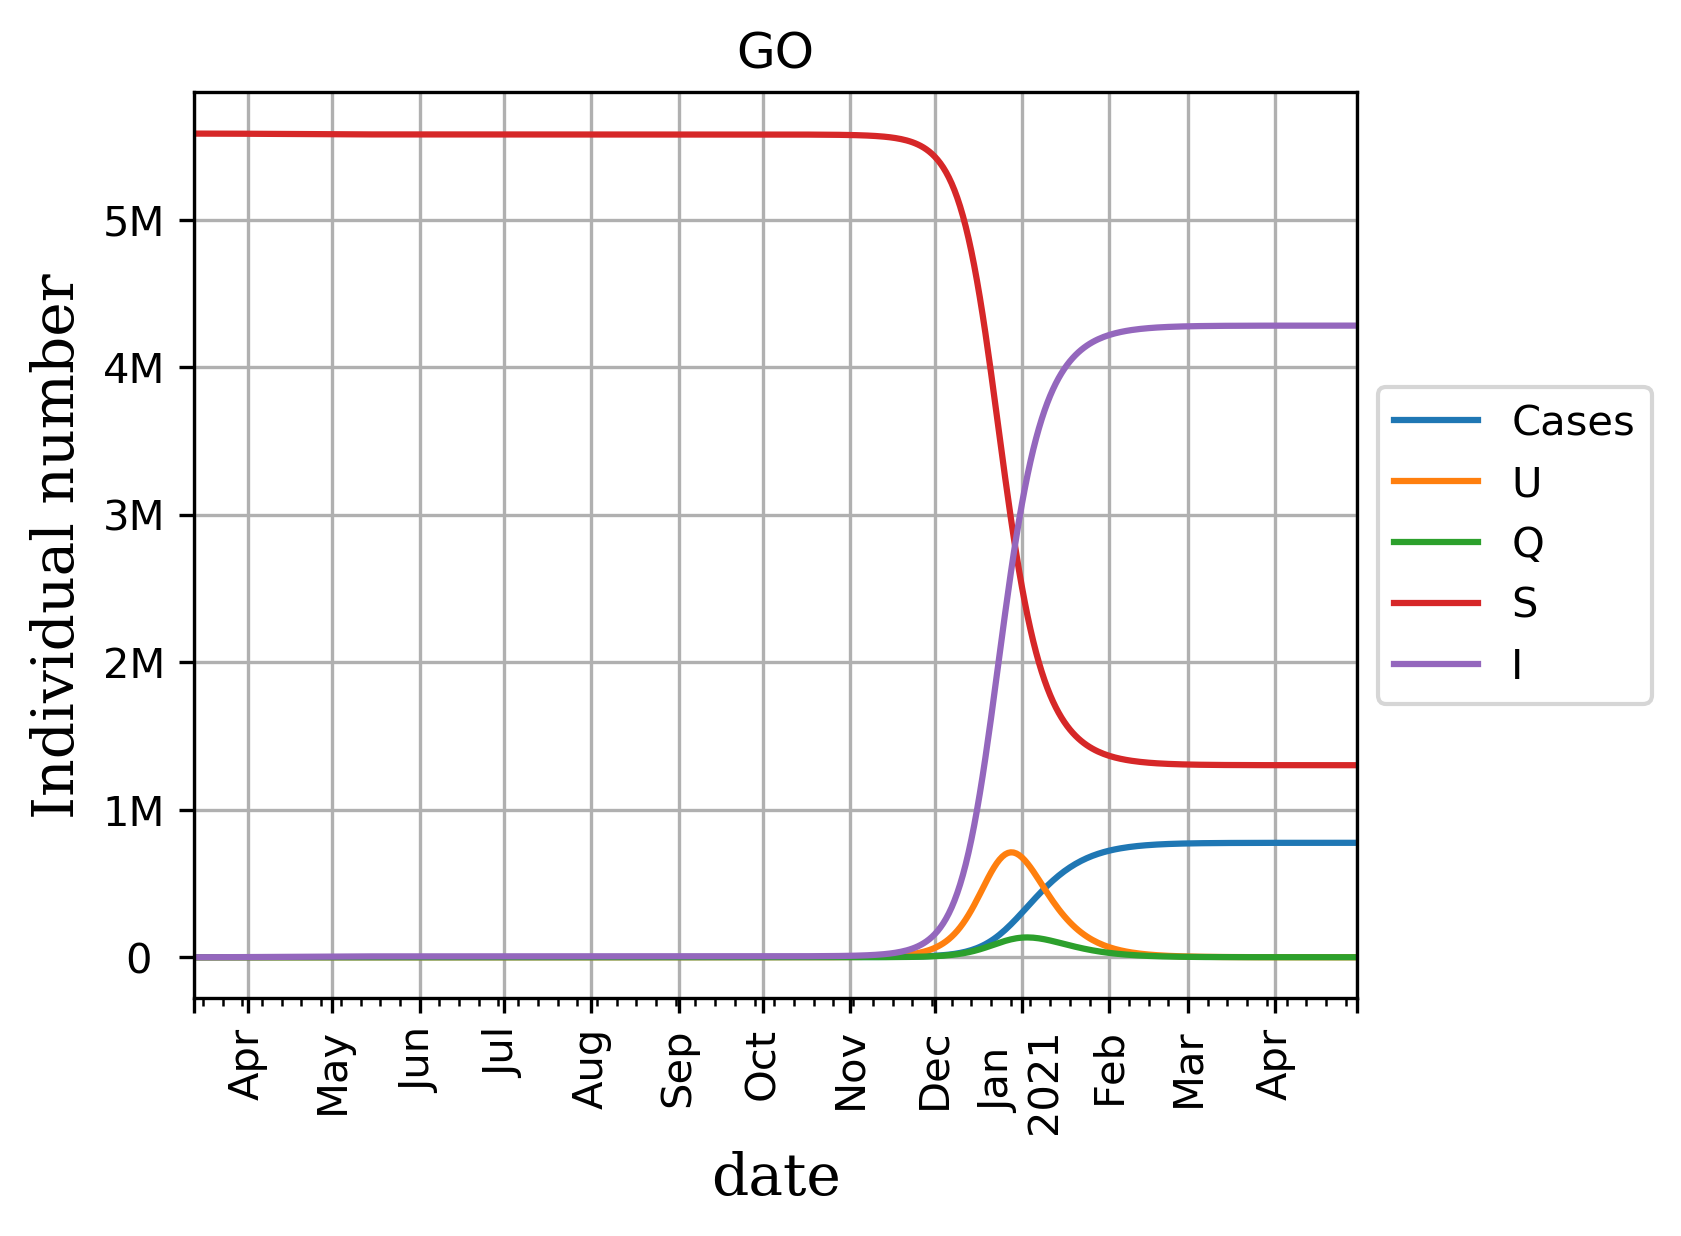 GO
Individual number
5M
4M
3M
2M
1M
0
Apr
May
Jun
Jul
Aug
Sep
Oct
Nov
Dec
Jan
2021
Feb
Mar
Apr
date
Cases
U
Q
S
I